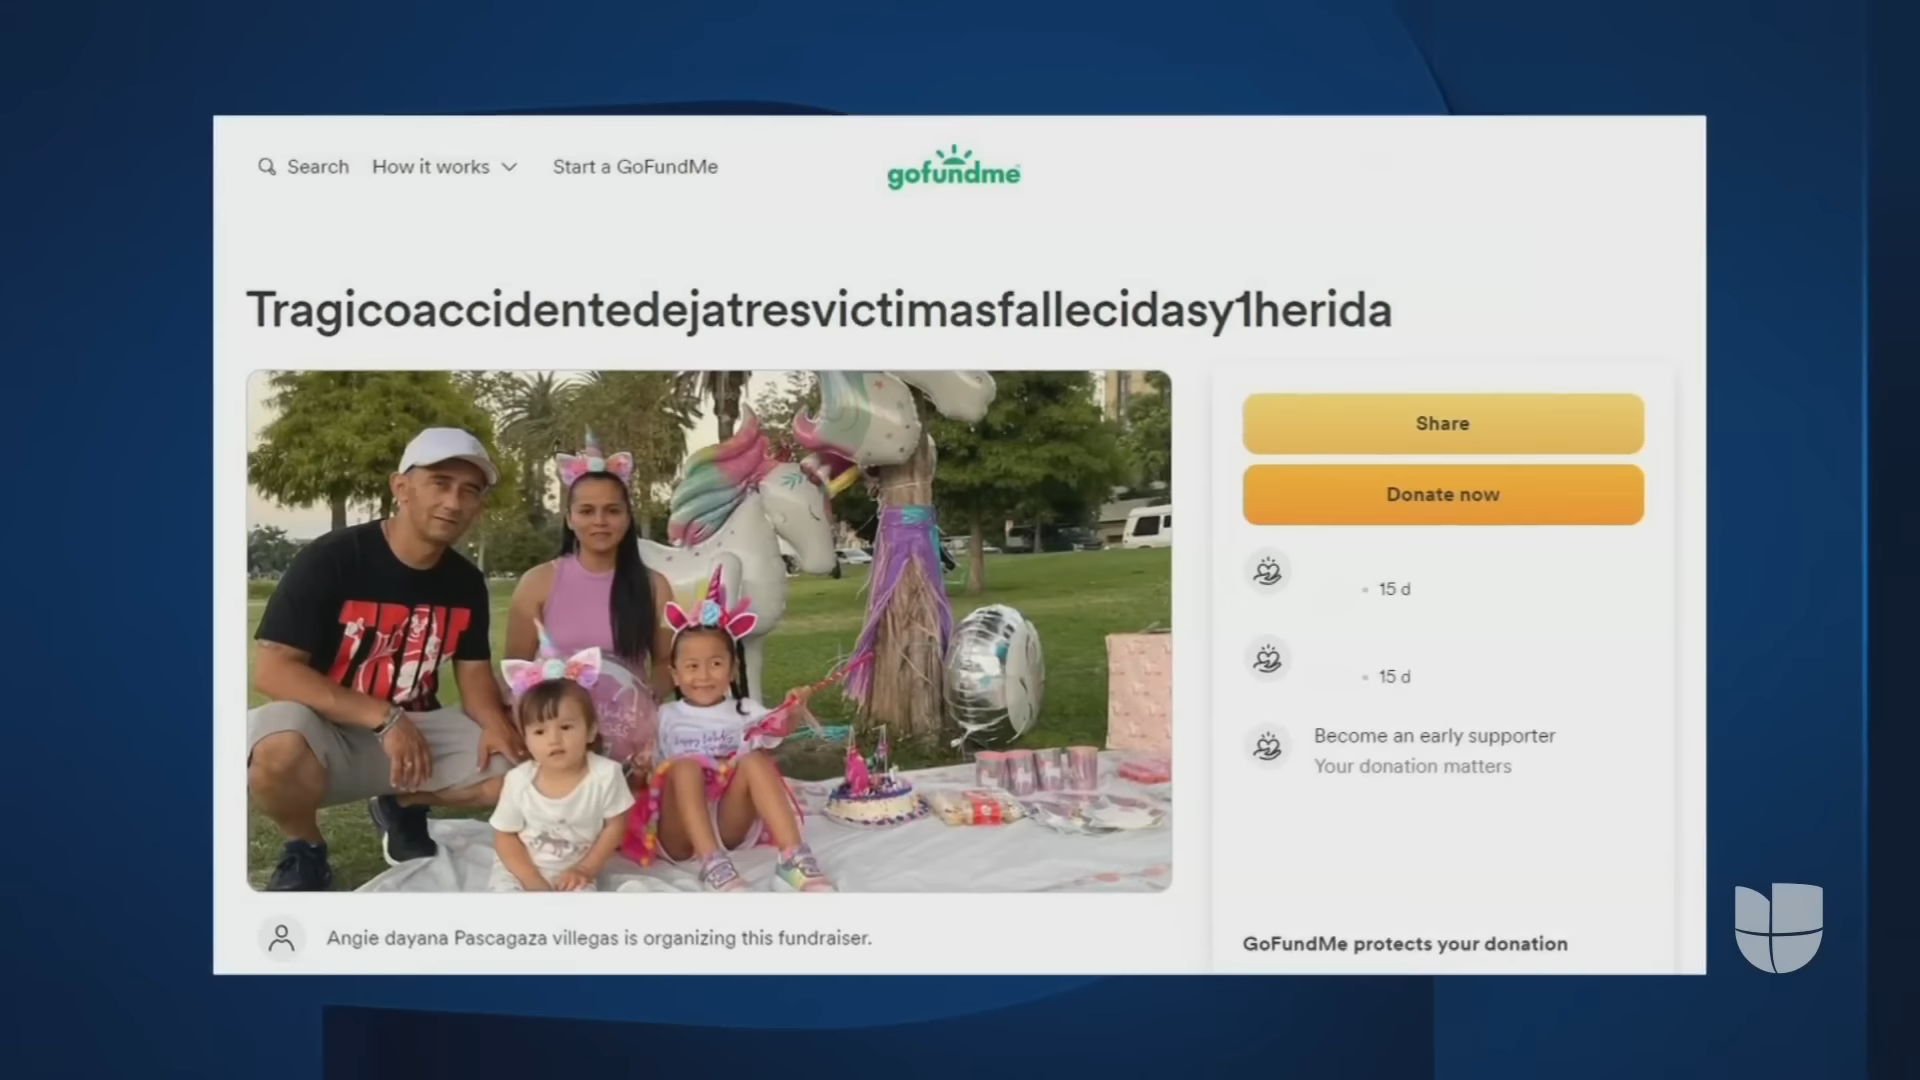 Search How it works Start a GoFundMe
gofundme
Tragicoaccidentedejatresvictimasfallecidasy1herida
Share
Donate now
15 d
15 d
Become an early supporter
Your donation matters
Angie dayana Pascagaza villegas is organizing this fundraiser.
GoFundMe protects your donation